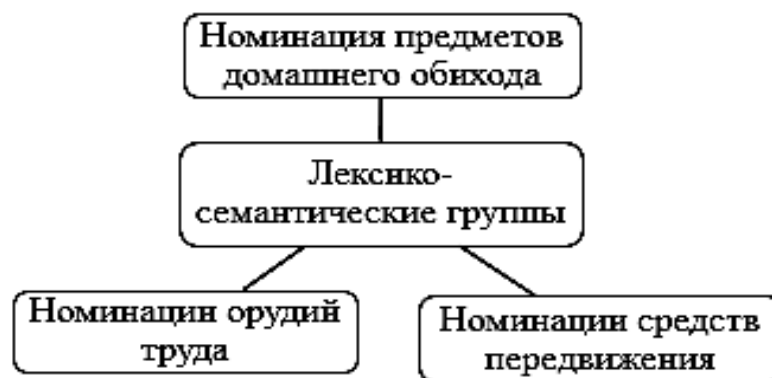 Номинация предметов
домашнего обихода
Лексико-
семантические группы
Номинации орудий
труда
Номинации средств
передвижения